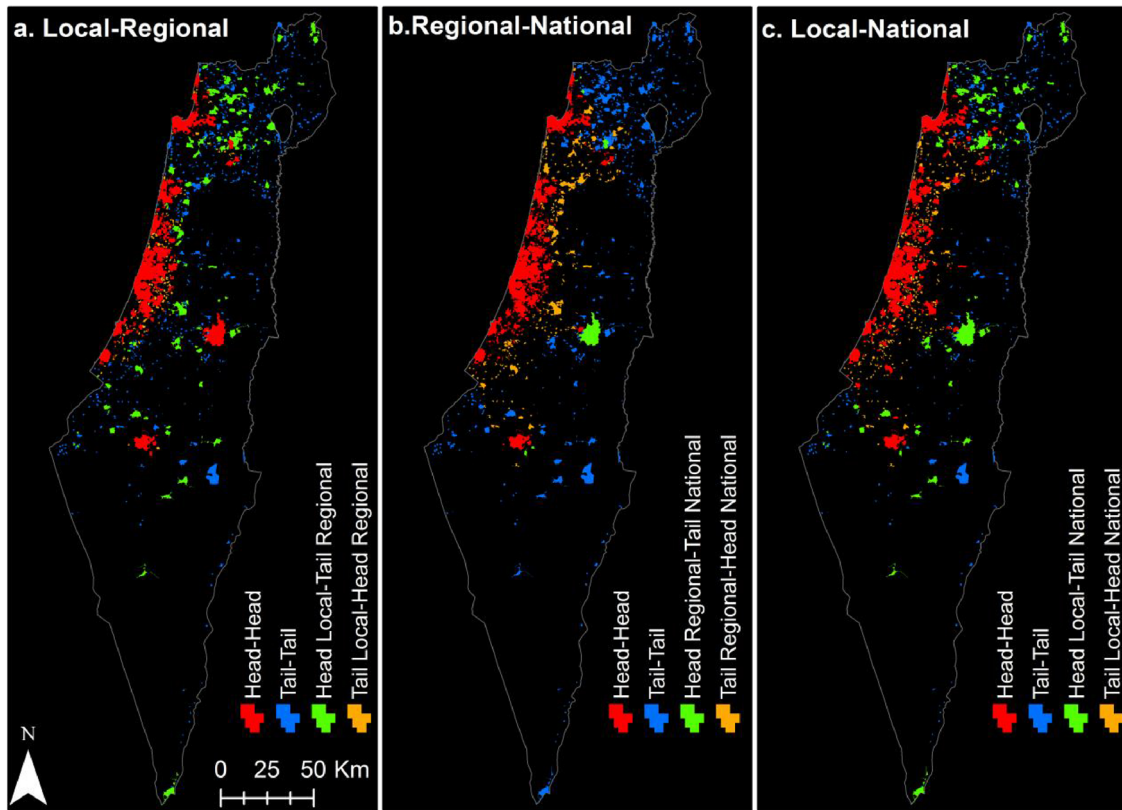 a. Local-Regional
Head-Head
Tail-Tail
Head Local-Tail Regional
Tail Local-Head Regional
N
0 25 50 Km
b.Regional-National
Head-Head
Tail-Tail
Head Regional-Tail National
Tail Regional-Head National
c. Local-National
Head-Head
Tail-Tail
Head Local-Tail National
Tail Local-Head National